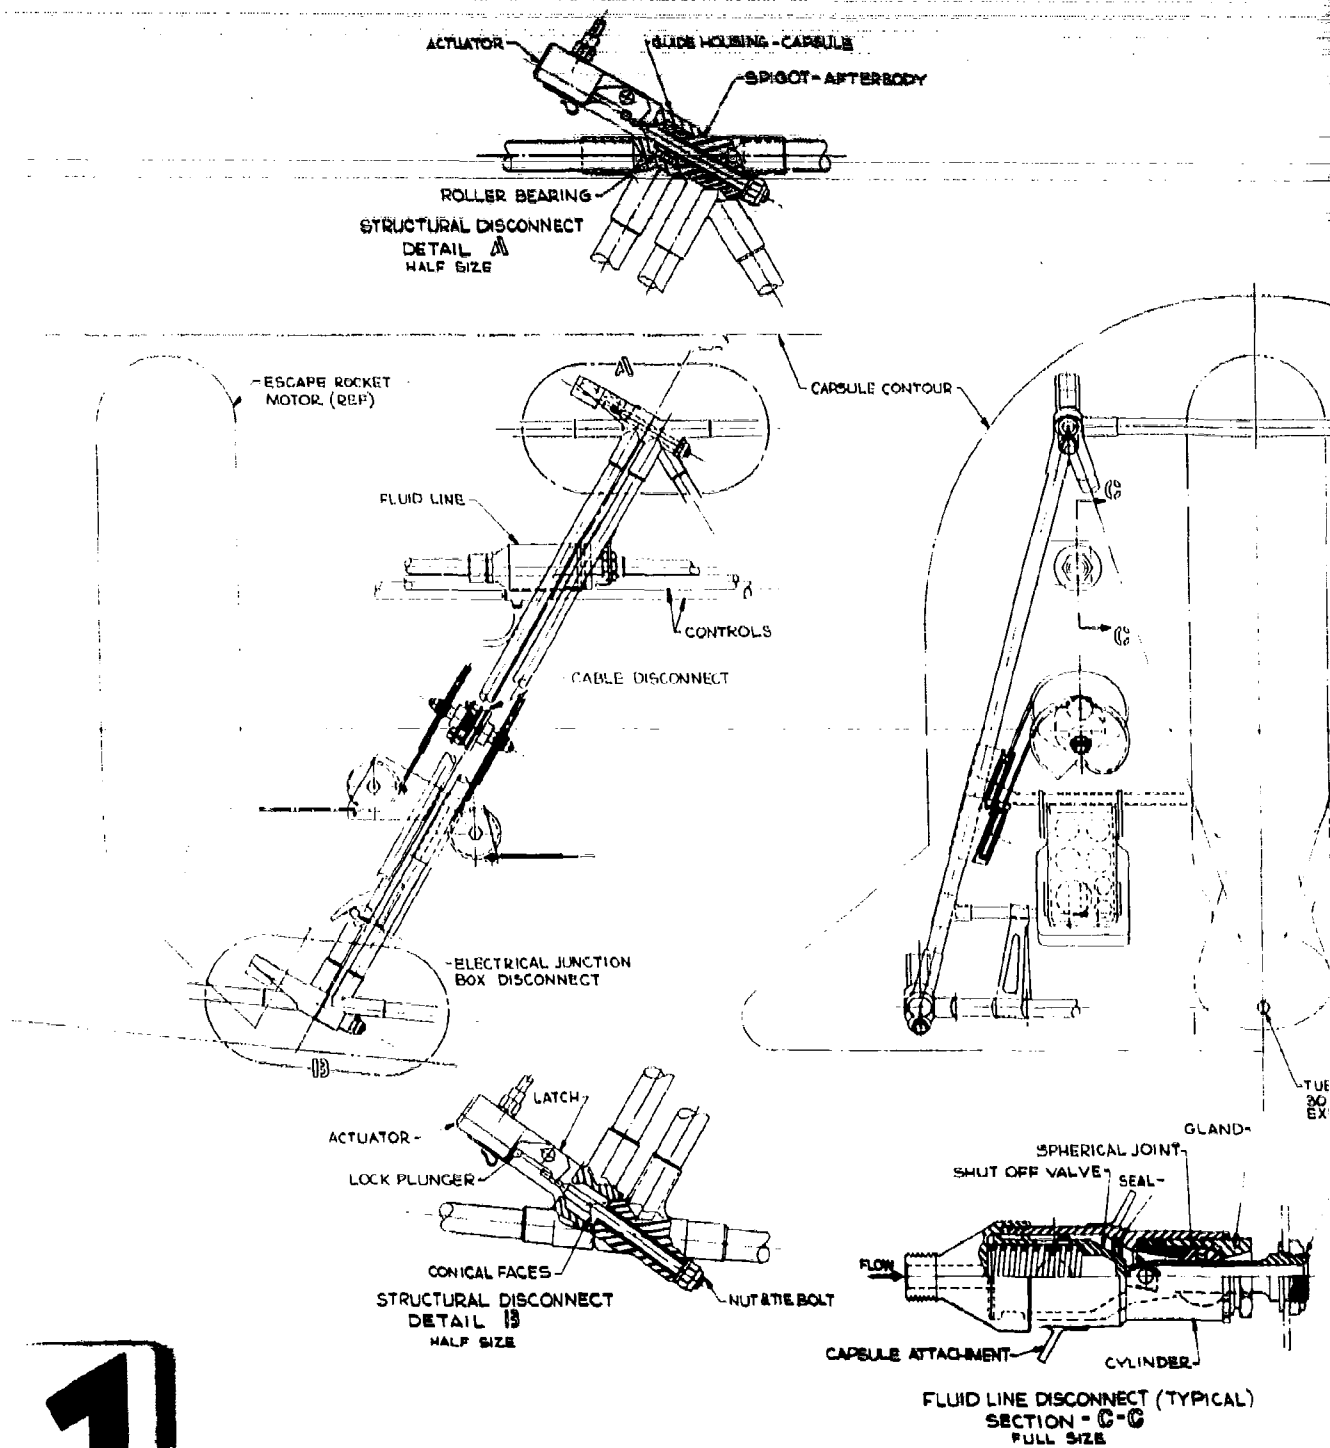 ACTUATOR
GUIDE HOUSING - CAPSULE
SPIGOT - AFTERBODY
ROLLER BEARING
STRUCTURAL DISCONNECT
DETAIL A
HALF SIZE
ESCAPE ROCKET
MOTOR (REF)
A
CAPSULE CONTOUR
FLUID LINE
C
CONTROLS
C
CABLE DISCONNECT
ELECTRICAL JUNCTION
BOX DISCONNECT
B
LATCH
ACTUATOR
LOCK PLUNGER
CONICAL FACES
NUT & TIE BOLT
STRUCTURAL DISCONNECT
DETAIL B
HALF SIZE
GLAND
SPHERICAL JOINT
SHUT OFF VALVE
SEAL
FLOW
CAPSULE ATTACHMENT
CYLINDER
FLUID LINE DISCONNECT (TYPICAL)
SECTION - C-C
FULL SIZE
1